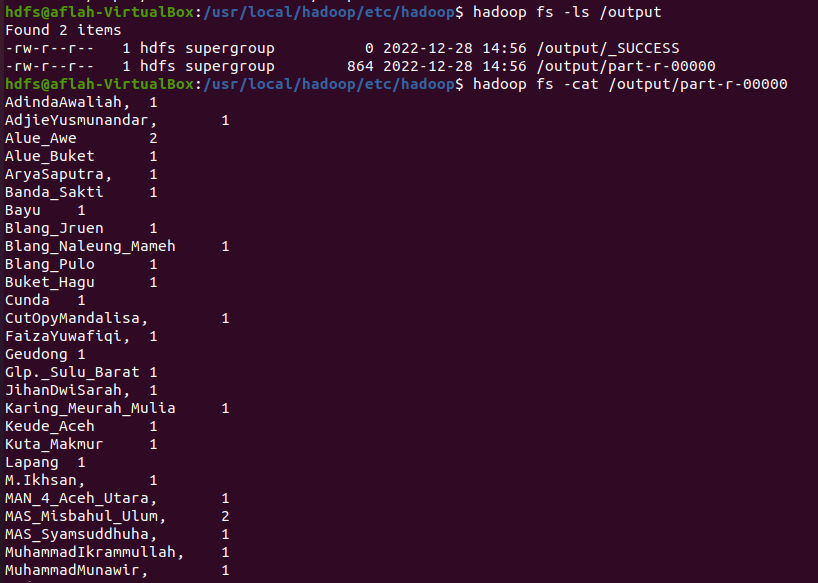 hdfs@aflah-VirtualBox:/usr/local/hadoop/etc/hadoop$ hadoop fs -ls /output
Found 2 items
-rw-r--r--   1 hdfs supergroup          0 2022-12-28 14:56 /output/_SUCCESS
-rw-r--r--   1 hdfs supergroup        864 2022-12-28 14:56 /output/part-r-00000
hdfs@aflah-VirtualBox:/usr/local/hadoop/etc/hadoop$ hadoop fs -cat /output/part-r-00000
AdindaAwaliah,	1
AdjieYusmunandar,	1
Alue_Awe	2
Alue_Buket	1
AryaSaputra,	1
Banda_Sakti	1
Bayu	1
Blang_Jruen	1
Blang_Naleung_Mameh	1
Blang_Pulo	1
Buket_Hagu	1
Cunda	1
CutOpyMandalisa,	1
FaizaYuwafiqi,	1
Geudong	1
Glp._Sulu_Barat	1
JihanDwiSarah,	1
Karing_Meurah_Mulia	1
Keude_Aceh	1
Kuta_Makmur	1
Lapang	1
M.Ikhsan,	1
MAN_4_Aceh_Utara,	1
MAS_Misbahul_Ulum,	2
MAS_Syamsuddhuha,	1
MuhammadIkrammullah,	1
MuhammadMunawir,	1